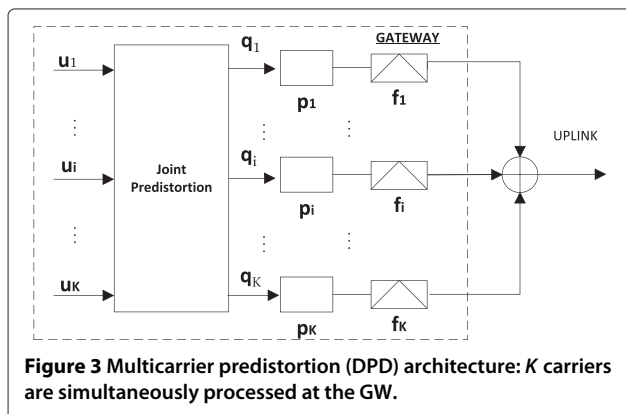 GATEWAY
u1
q1
p1
f1
⋮ ⋮ ⋮
UPLINK
ui
Joint
Predistortion
qi
pi
fi
⋮ ⋮ ⋮
uK
qK
pK
fK
Figure 3 Multicarrier predistortion (DPD) architecture: K carriers
are simultaneously processed at the GW.